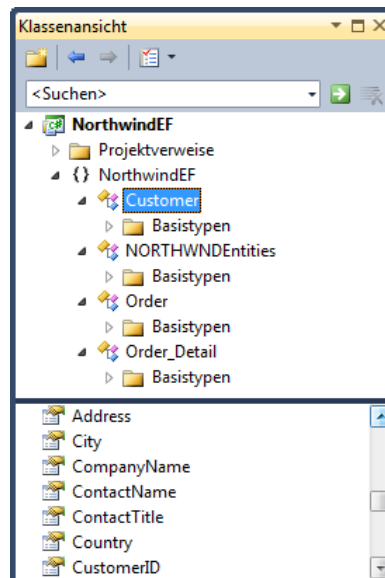 Klassenansicht
<Suchen>
NorthwindEF
Projektverweise
{} NorthwindEF
Customer
Basistypen
NORTHWNDEntities
Basistypen
Order
Basistypen
Order_Detail
Basistypen
Address
City
CompanyName
ContactName
ContactTitle
Country
CustomerID